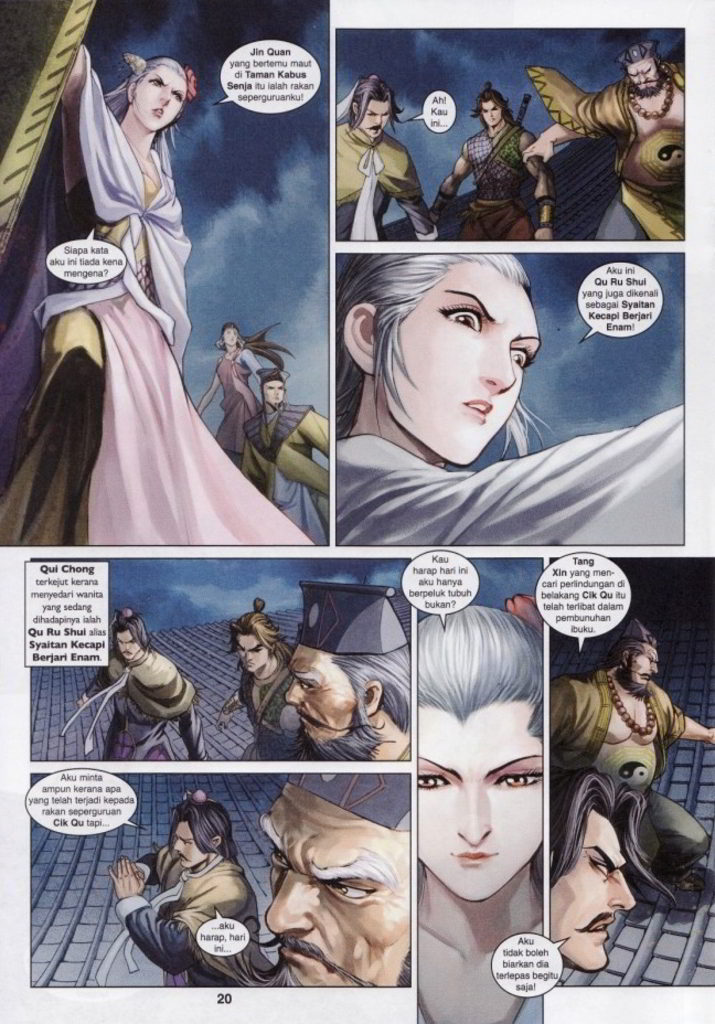 Jin Quan
yang bertemu maut
di Taman Kabus
Senja itu ialah rakan
seperguruanku!
Siapa kata
aku ini tiada kena
mengena?
Ah!
Kau
ini...
Aku ini
Qu Ru Shui
yang juga dikenali
sebagai Syaitan
Kecapi Berjari
Enam!
Qui Chong
terkejut kerana
menyedari wanita
yang sedang
dihadapinya ialah
Qu Ru Shui alias
Syaitan Kecapi
Berjari Enam.
Kau
harap hari ini
aku hanya
berpeluk tubuh
bukan?
Tang
Xin yang men-
cari perlindungan di
belakang Cik Qu itu
telah terlibat dalam
pembunuhan
ibuku.
Aku minta
ampun kerana apa
yang telah terjadi kepada
rakan seperguruan
Cik Qu tapi...
...aku
harap, hari
ini...
Aku
tidak boleh
biarkan dia
terlepas begitu
saja!
20